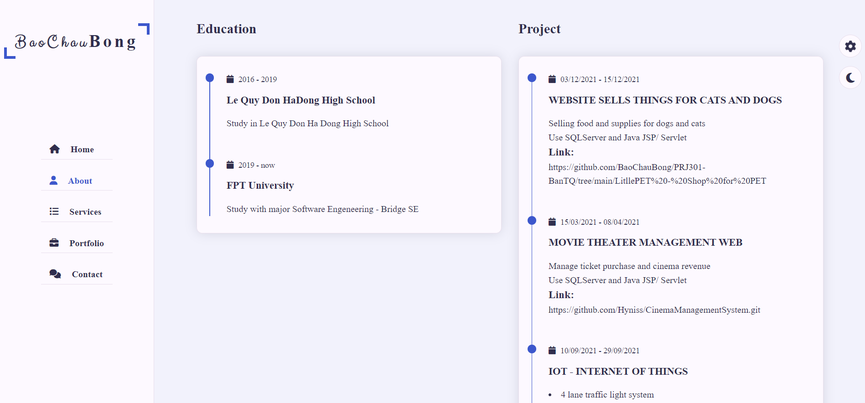 BaoChauBong
Home
About
Services
Portfolio
Contact
Education
2016 - 2019
Le Quy Don HaDong High School
Study in Le Quy Don Ha Dong High School
2019 - now
FPT University
Study with major Software Engeneering - Bridge SE
Project
03/12/2021 - 15/12/2021
WEBSITE SELLS THINGS FOR CATS AND DOGS
Selling food and supplies for dogs and cats
Use SQLServer and Java JSP/ Servlet
Link:
https://github.com/BaoChauBong/PRJ301-
BanTQ/tree/main/LitllePET%20-%20Shop%20for%20PET
15/03/2021 - 08/04/2021
MOVIE THEATER MANAGEMENT WEB
Manage ticket purchase and cinema revenue
Use SQLServer and Java JSP/ Servlet
Link:
https://github.com/Hyniss/CinemaManagementSystem.git
10/09/2021 - 29/09/2021
IOT - INTERNET OF THINGS
• 4 lane traffic light system